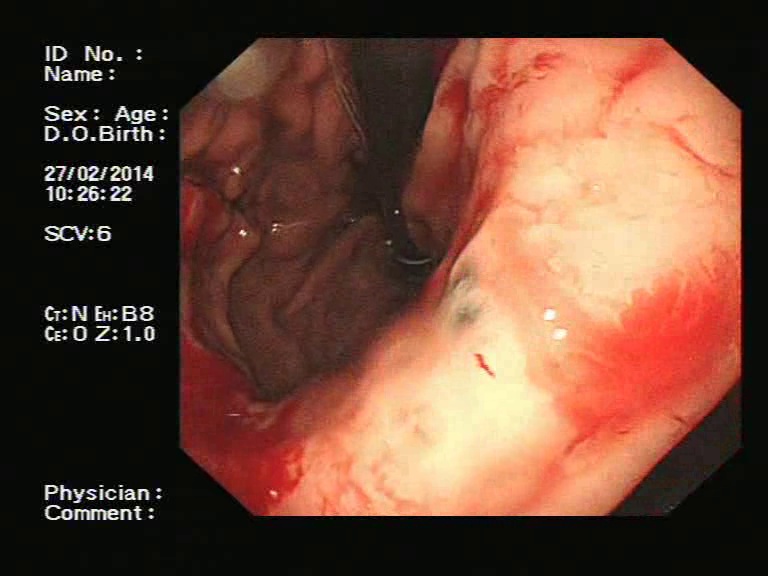 ID No. :
Name:
Sex: Age:
D.O.Birth:
27/02/2014
10:26:22
SCV:6
CT:N EH:B8
CE:0 Z:1.0
Physician:
Comment: